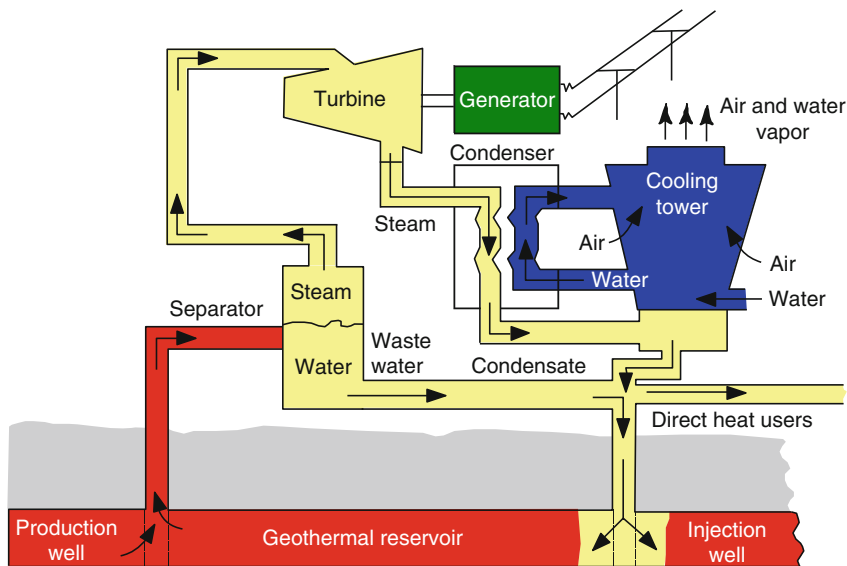 Turbine
Generator
Air and water
vapor
Condenser
Cooling
tower
Steam
Air
Air
Water
Water
Steam
Separator
Water
Waste
water
Condensate
Direct heat users
Production
well
Geothermal reservoir
Injection
well